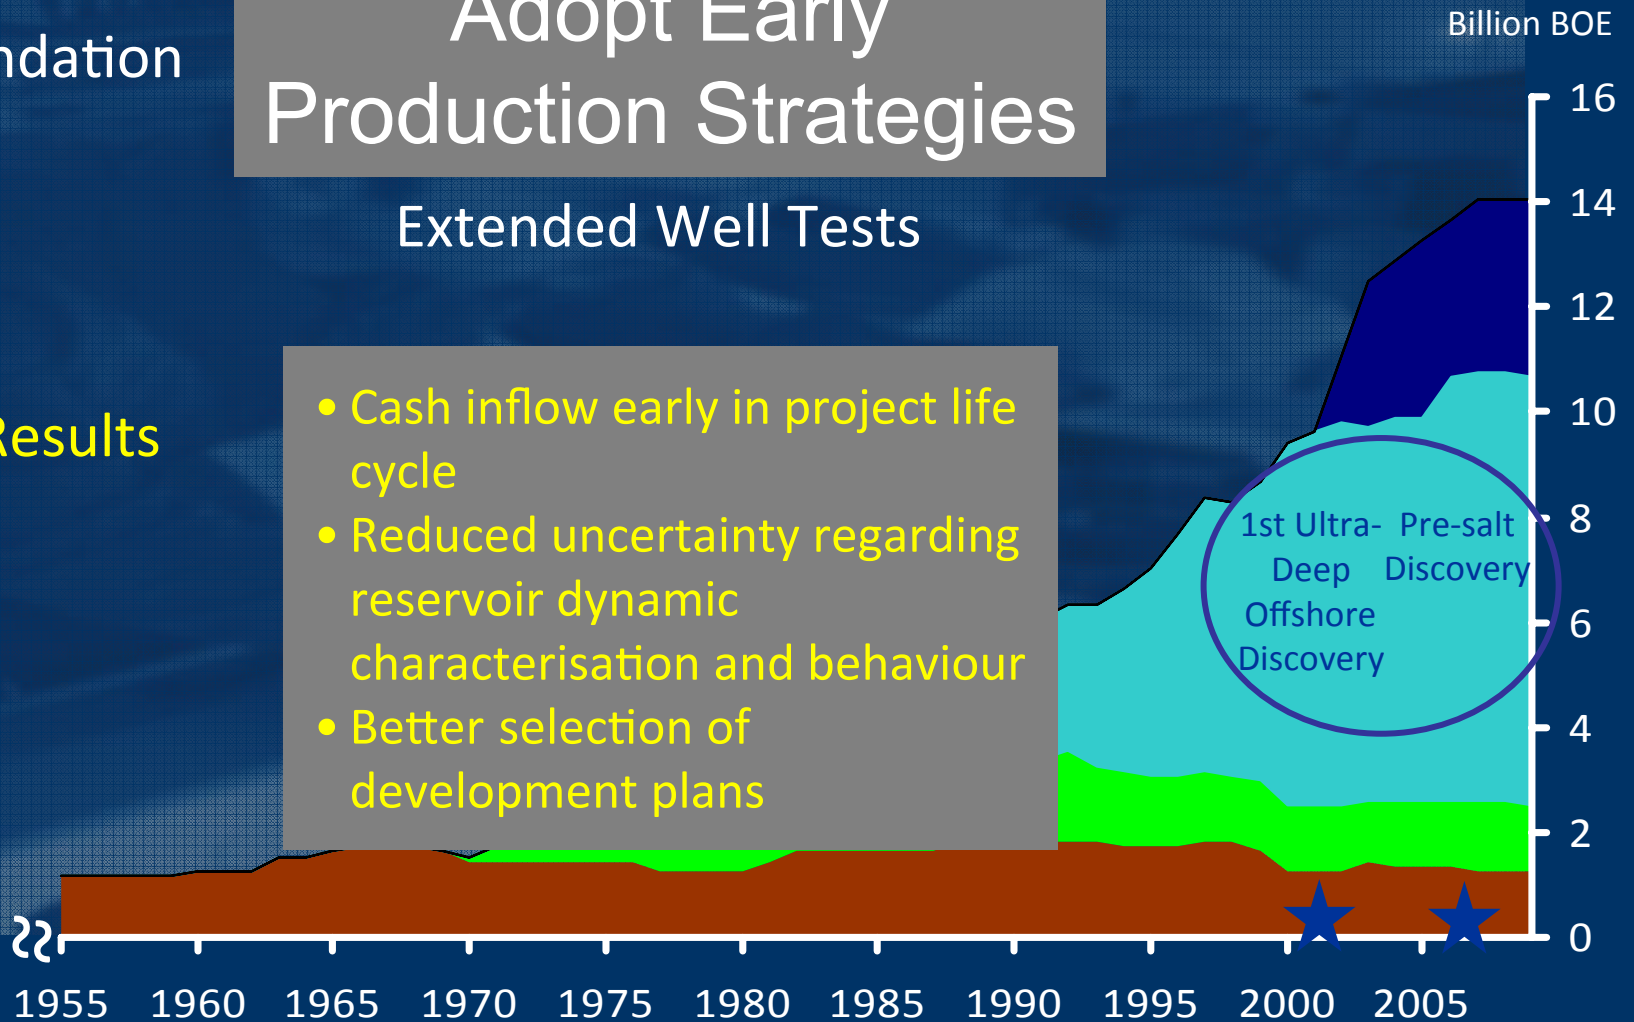 Adopt Early
Production Strategies
Billion BOE
Extended Well Tests
Results
• Cash inflow early in project life
cycle
• Reduced uncertainty regarding
reservoir dynamic
characterisation and behaviour
• Better selection of
development plans
1st Ultra-
Deep
Offshore
Discovery
Pre-salt
Discovery
16
14
12
10
8
6
4
2
0
1955 1960 1965 1970 1975 1980 1985 1990 1995 2000 2005